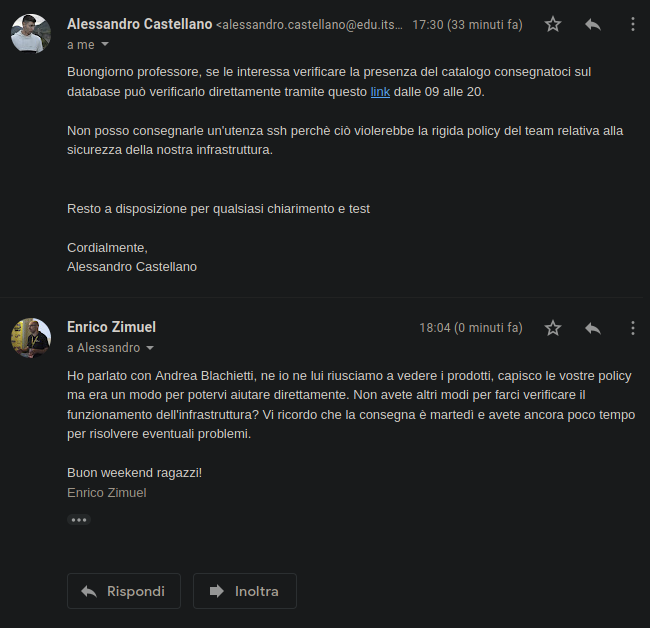 Alessandro Castellano <alessandro.castellano@edu.its... 17:30 (33 minuti fa)
a me
Buongiorno professore, se le interessa verificare la presenza del catalogo consegnatoci sul
database può verificarlo direttamente tramite questo link dalle 09 alle 20.
Non posso consegnarle un'utenza ssh perchè ciò violerebbe la rigida policy del team relativa alla
sicurezza della nostra infrastruttura.
Resto a disposizione per qualsiasi chiarimento e test
Cordialmente,
Alessandro Castellano
Enrico Zimuel 18:04 (0 minuti fa)
a Alessandro
Ho parlato con Andrea Blachietti, ne io ne lui riusciamo a vedere i prodotti, capisco le vostre policy
ma era un modo per potervi aiutare direttamente. Non avete altri modi per farci verificare il
funzionamento dell'infrastruttura? Vi ricordo che la consegna è martedì e avete ancora poco tempo
per risolvere eventuali problemi.
Buon weekend ragazzi!
Enrico Zimuel
Rispondi Inoltra